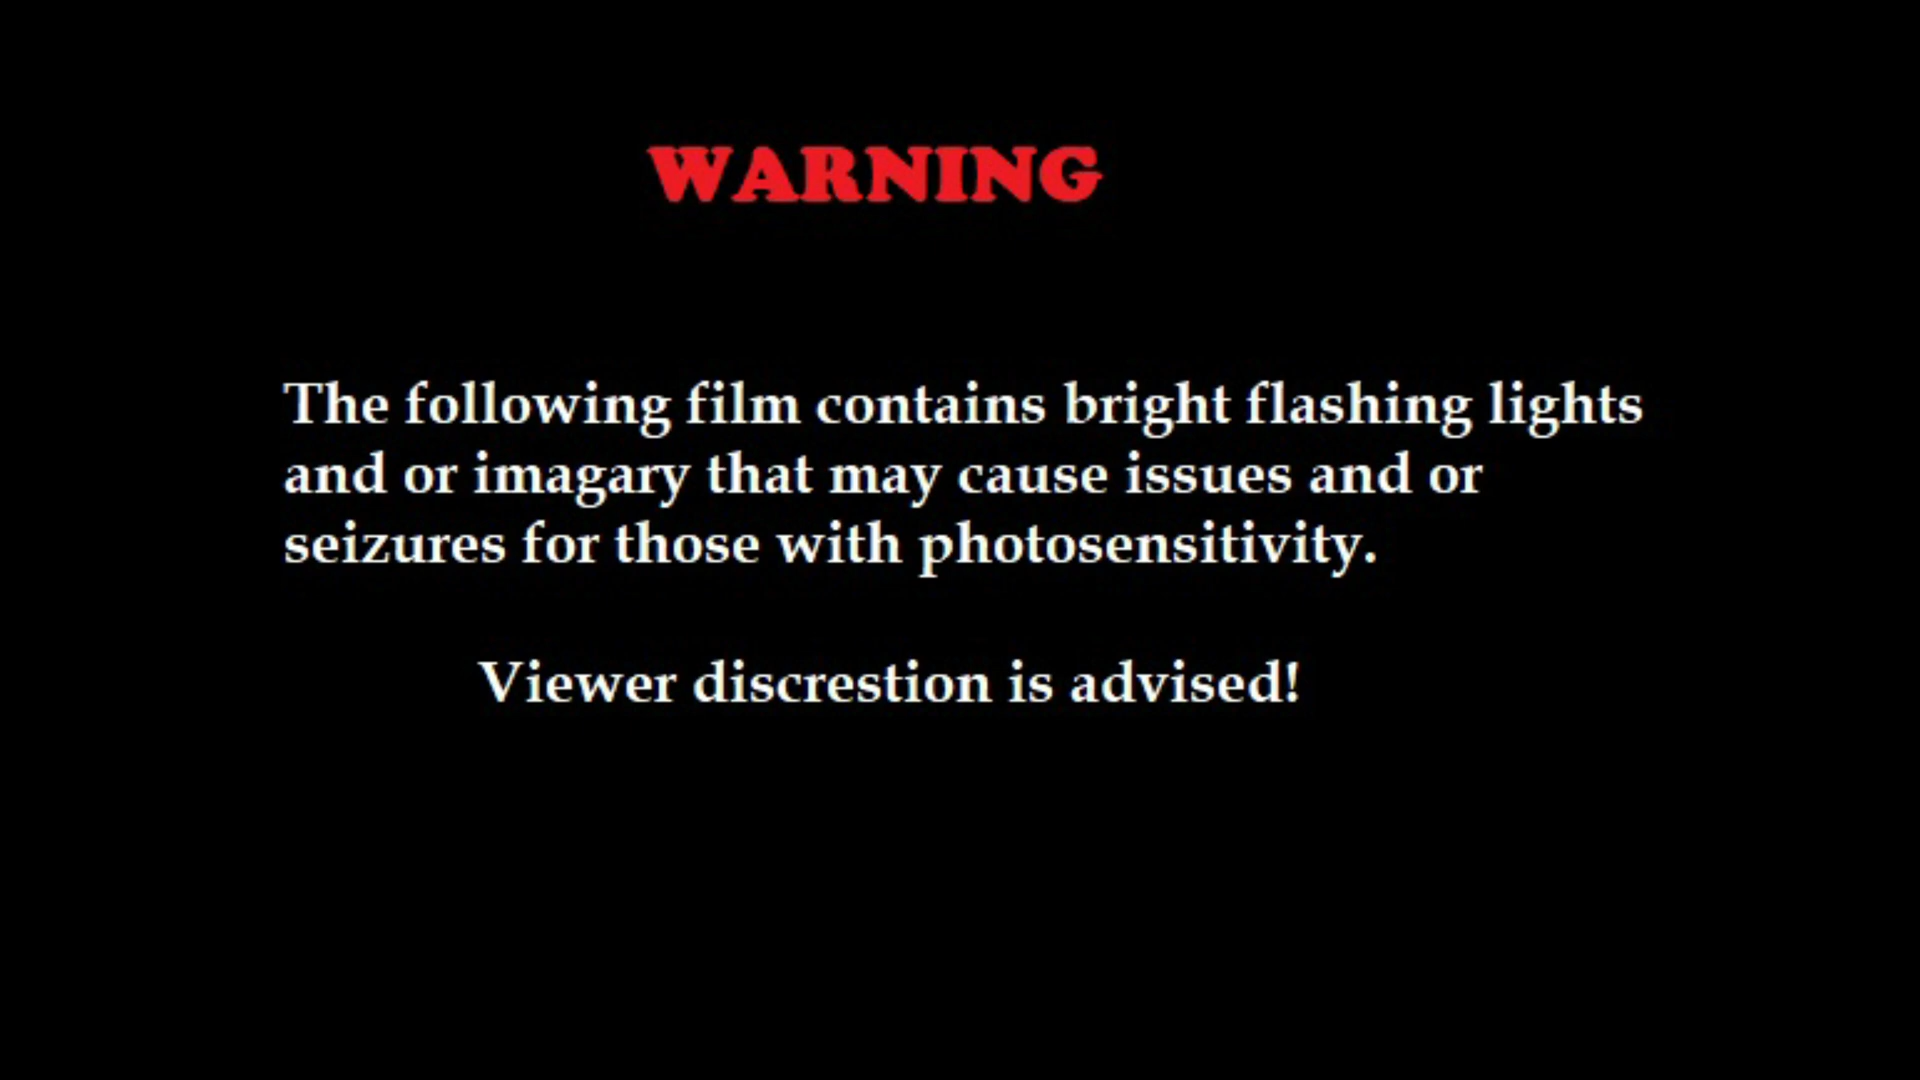 WARNING
The following film contains bright flashing lights
and or imagary that may cause issues and or
seizures for those with photosensitivity.
Viewer discrestion is advised!